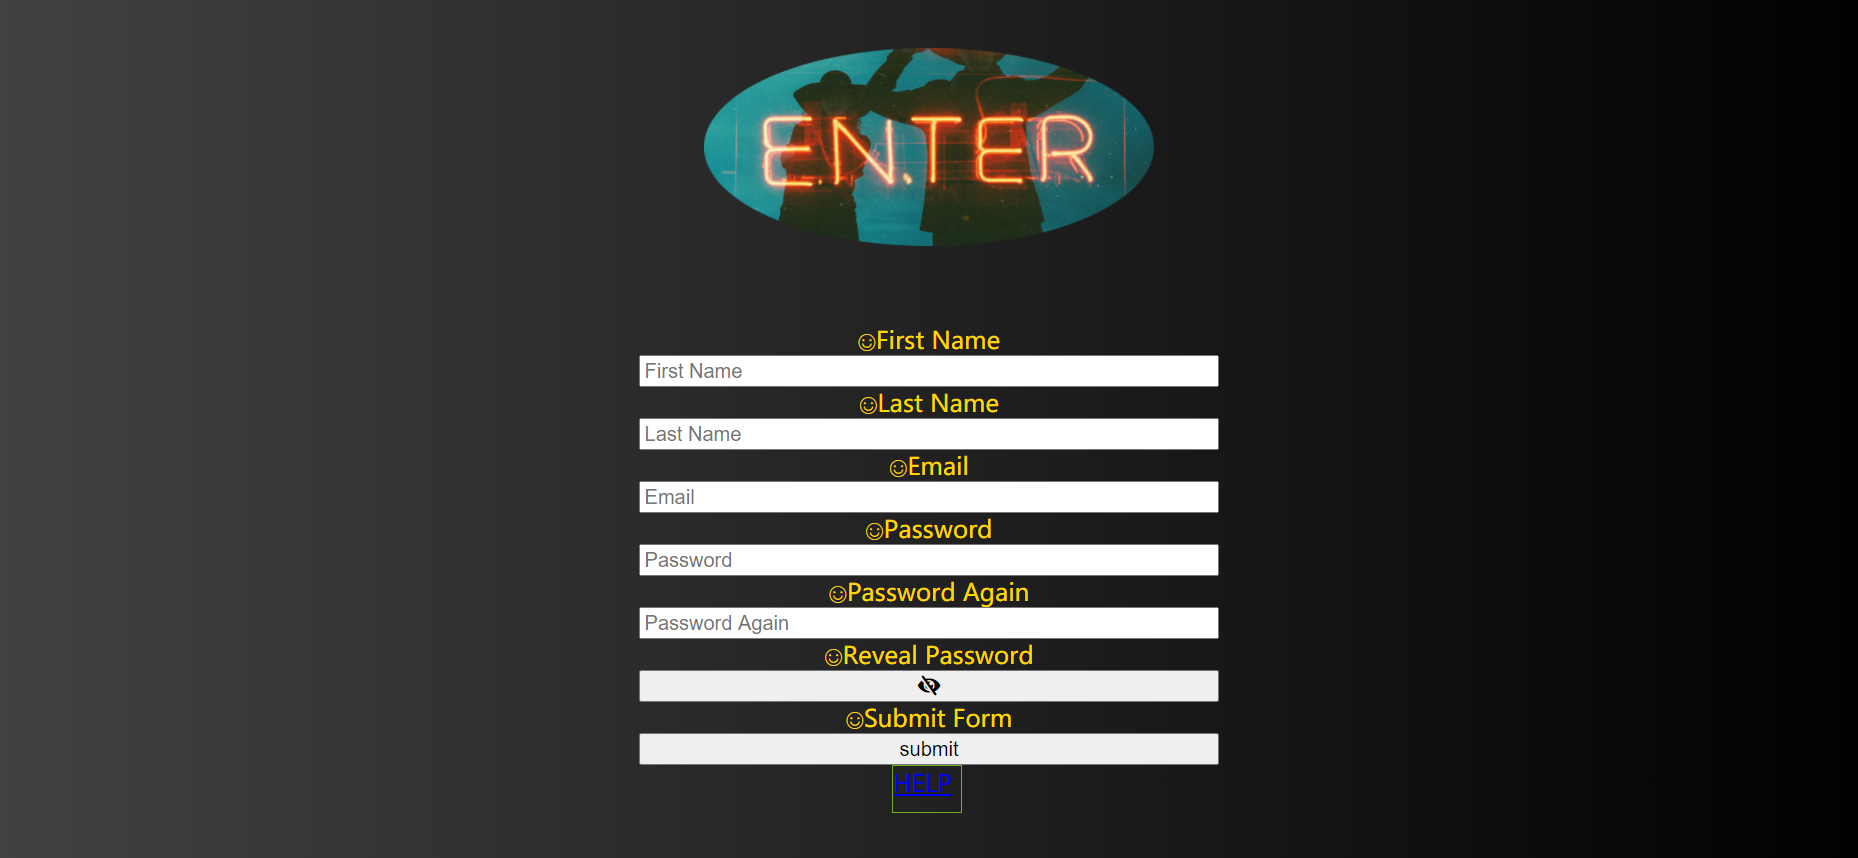 E.N.TER
☺First Name
First Name
☺Last Name
Last Name
☺Email
Email
☺Password
Password
☺Password Again
Password Again
☺Reveal Password
☺Submit Form
submit
HELP